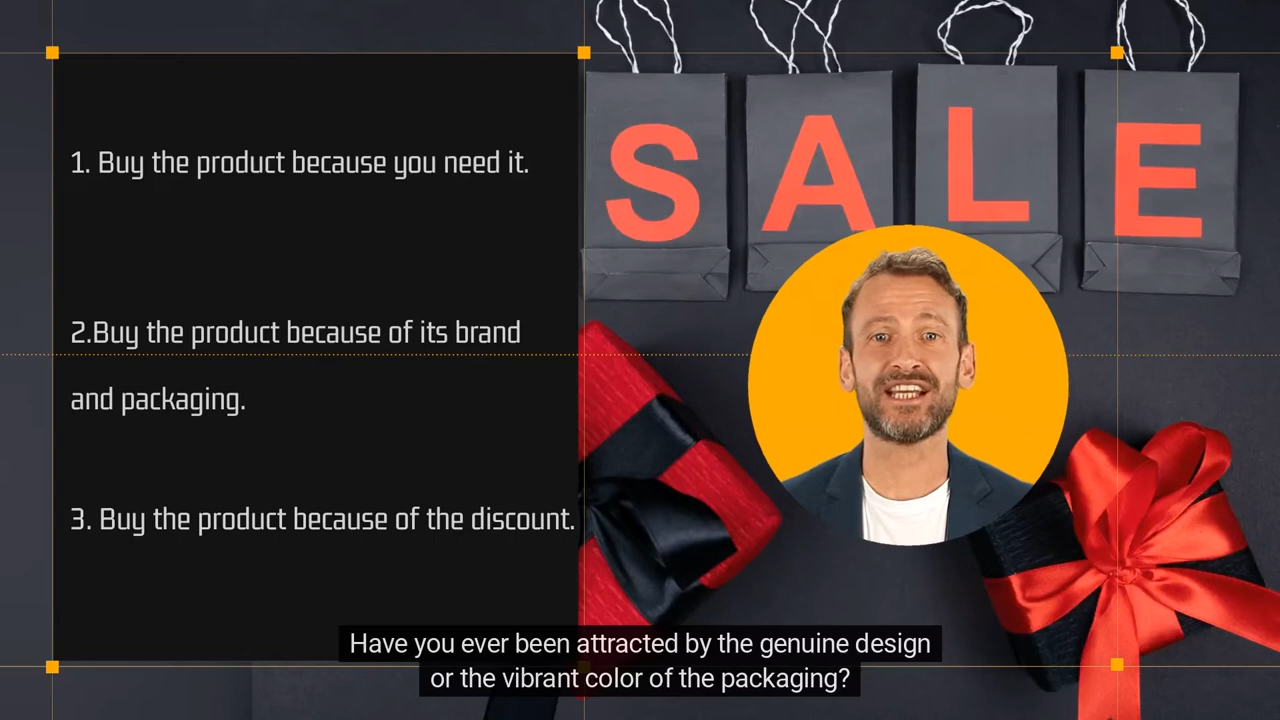 SALE
1. Buy the product because you need it.
2.Buy the product because of its brand
and packaging.
3. Buy the product because of the discount.
Have you ever been attracted by the genuine design
or the vibrant color of the packaging?